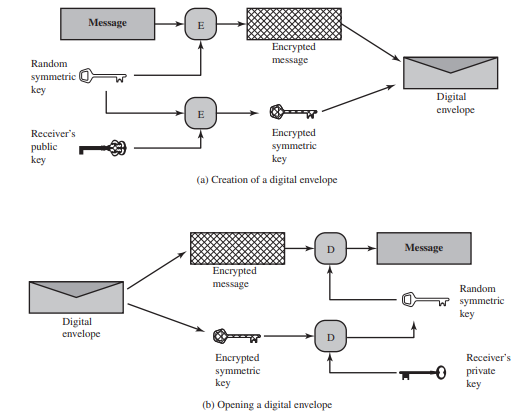 Message
E
Encrypted
message
Random
symmetric
key
Digital
envelope
E
Encrypted
symmetric
key
Receiver's
public
key
(a) Creation of a digital envelope
D
Message
Encrypted
message
Random
symmetric
key
Digital
envelope
D
Encrypted
symmetric
key
Receiver's
private
key
(b) Opening a digital envelope